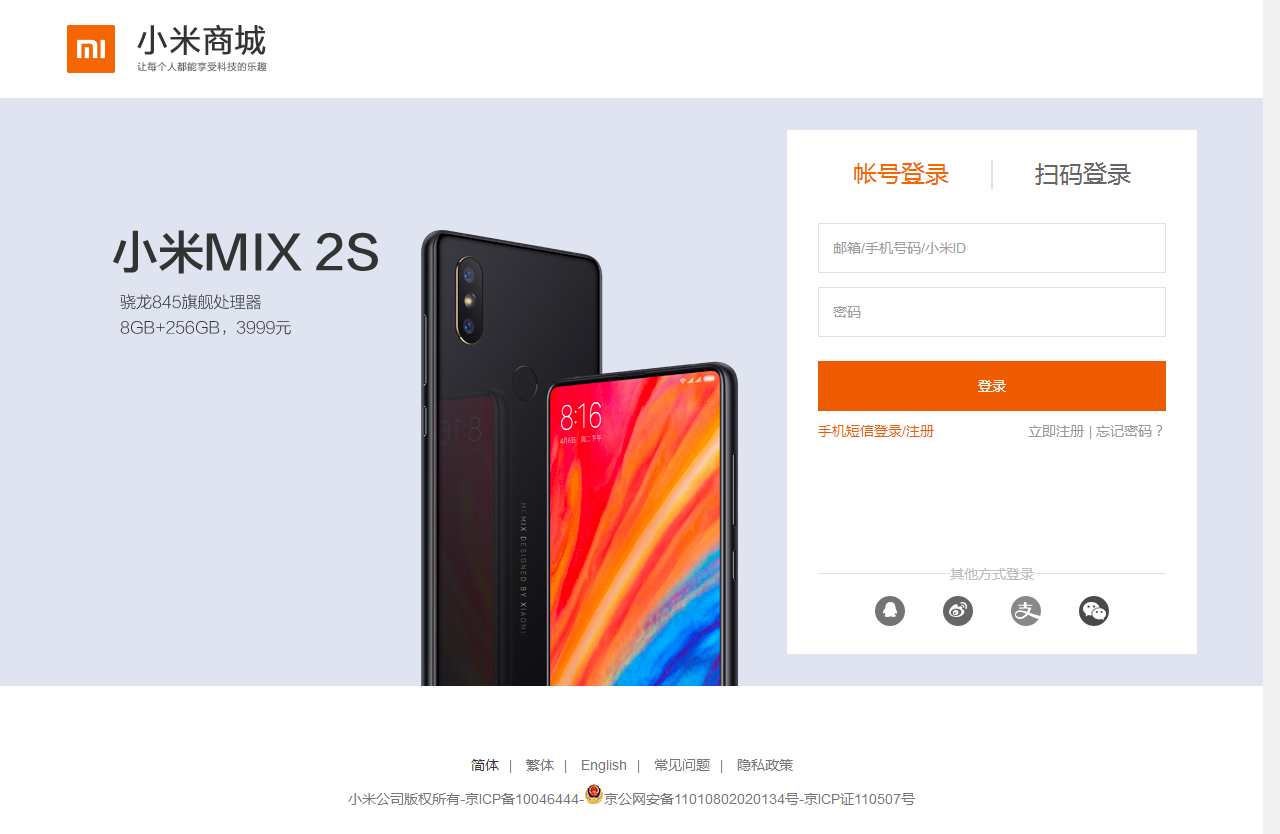 小米商城
让每个人都能享受科技的乐趣
帐号登录 扫码登录
小米MIX 2S
骁龙845旗舰处理器
8GB+256GB，3999元
邮箱/手机号码/小米ID
密码
登录
手机短信登录/注册 立即注册 | 忘记密码？
8:16
4月6日 周二下午
MI MIX DESIGNED BY XIAOMI
其他方式登录
简体 | 繁体 | English | 常见问题 | 隐私政策
小米公司版权所有-京ICP备10046444-京公网安备11010802020134号-京ICP证110507号